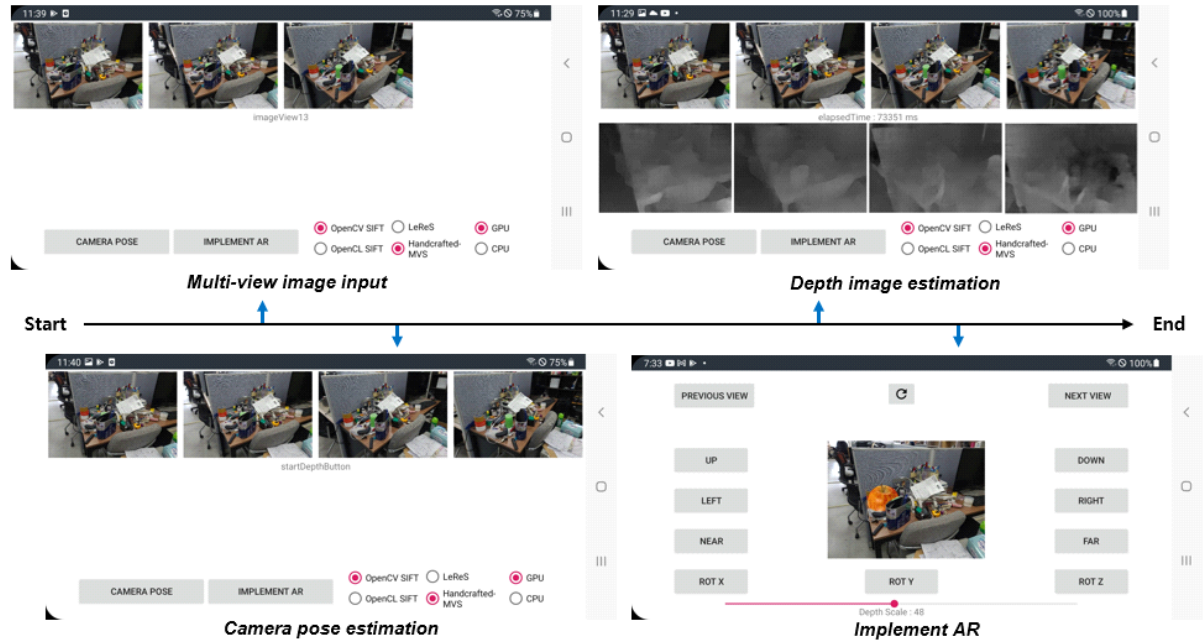 11:39
75%
imageView13
OpenCV SIFT
LeReS
GPU
CAMERA POSE
IMPLEMENT AR
OpenCL SIFT
Handcrafted-
MVS
CPU
Multi-view image input
11:29
100%
elapsedTime : 73351 ms
OpenCV SIFT
LeReS
GPU
CAMERA POSE
IMPLEMENT AR
OpenCL SIFT
Handcrafted-
MVS
CPU
Depth image estimation
Start
End
11:40
75%
startDepthButton
OpenCV SIFT
LeReS
GPU
CAMERA POSE
IMPLEMENT AR
OpenCL SIFT
Handcrafted-
MVS
CPU
Camera pose estimation
7:33
100%
PREVIOUS VIEW
NEXT VIEW
UP
DOWN
LEFT
RIGHT
NEAR
FAR
ROT X
ROT Y
ROT Z
Depth Scale : 48
Implement AR